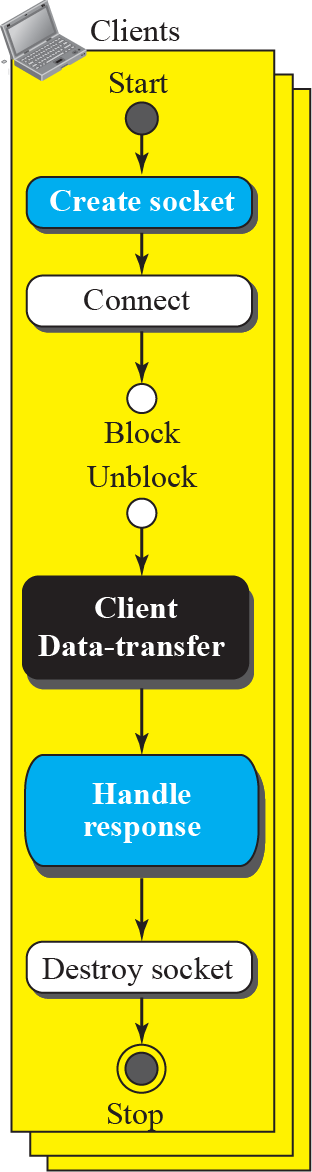 Clients
Start
Create socket
Connect
Block
Unblock
Client
Data-transfer
Handle
response
Destroy socket
Stop